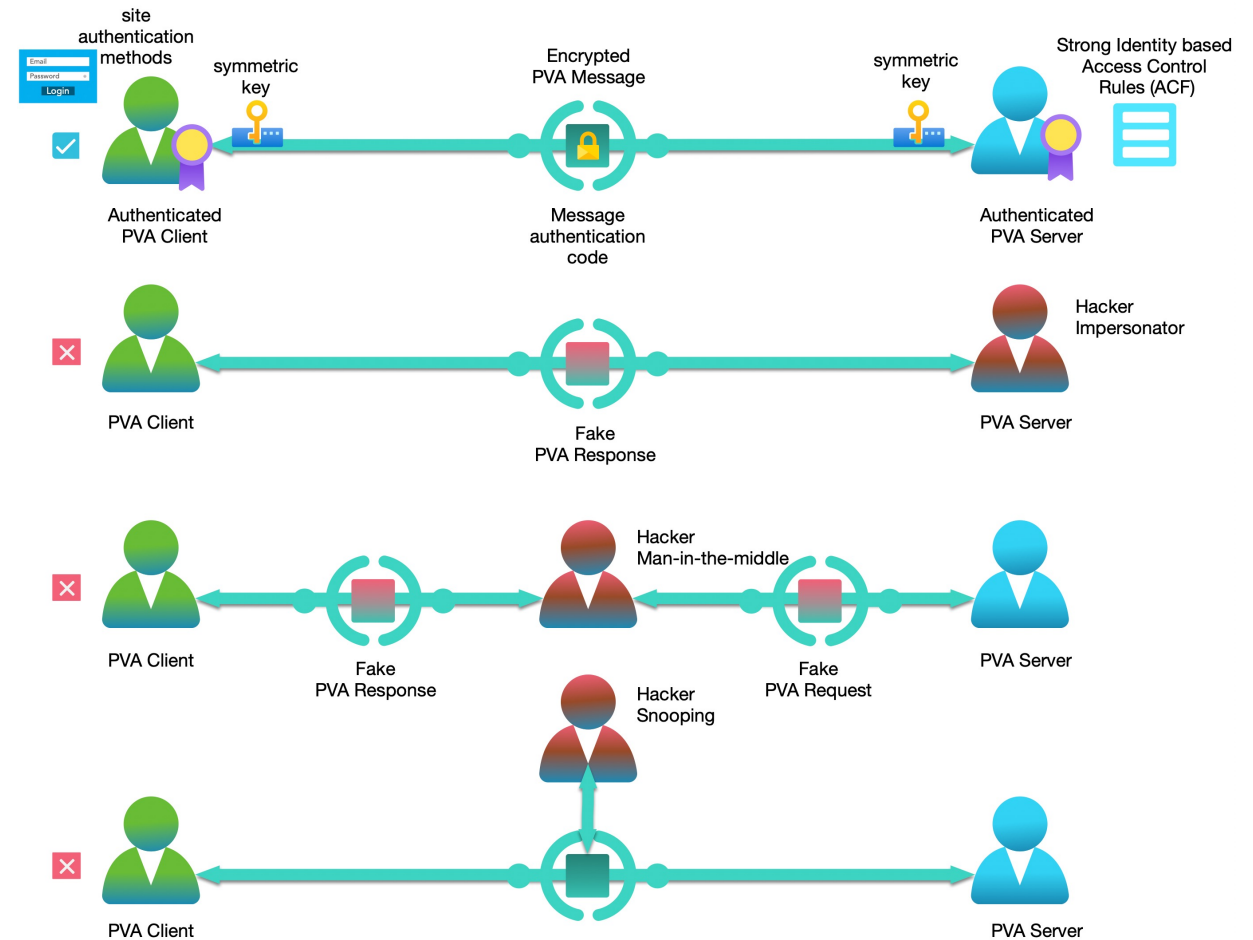 site
authentication
methods
Email
Password
Login
symmetric
key
Encrypted
PVA Message
symmetric
key
Strong Identity based
Access Control
Rules (ACF)
Authenticated
PVA Client
Message
authentication
code
Authenticated
PVA Server
Hacker
Impersonator
PVA Client
Fake
PVA Response
PVA Server
Hacker
Man-in-the-middle
PVA Client
Fake
PVA Response
Fake
PVA Request
PVA Server
Hacker
Snooping
PVA Client
PVA Server